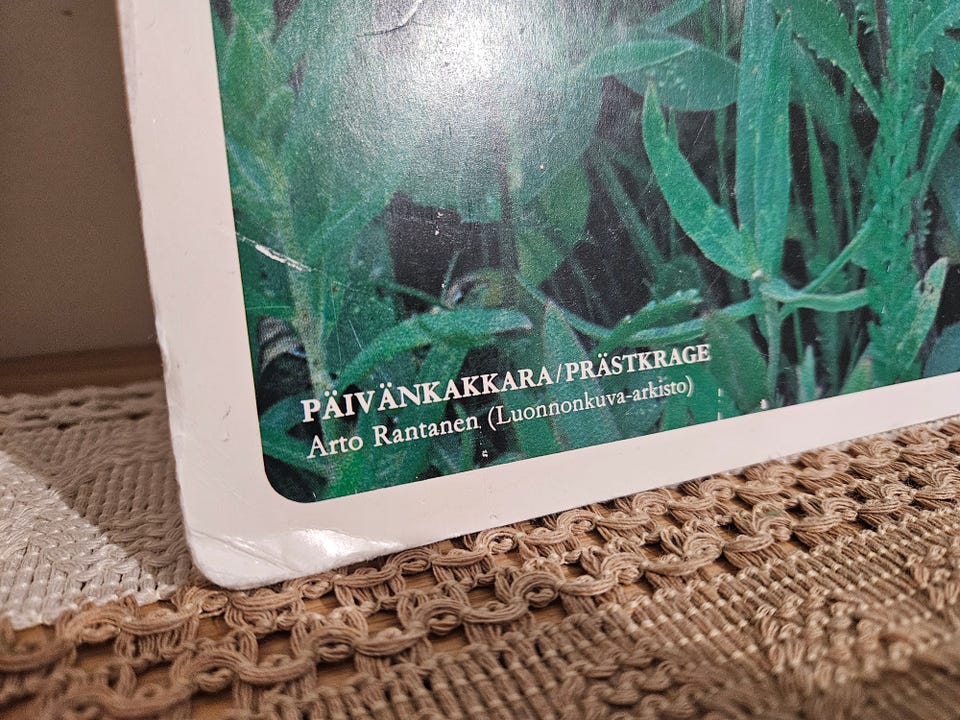 PÄIVÄNKAKKARA/PRÄSTKRAGE
Arto Rantanen (Luonnonkuva-arkisto)